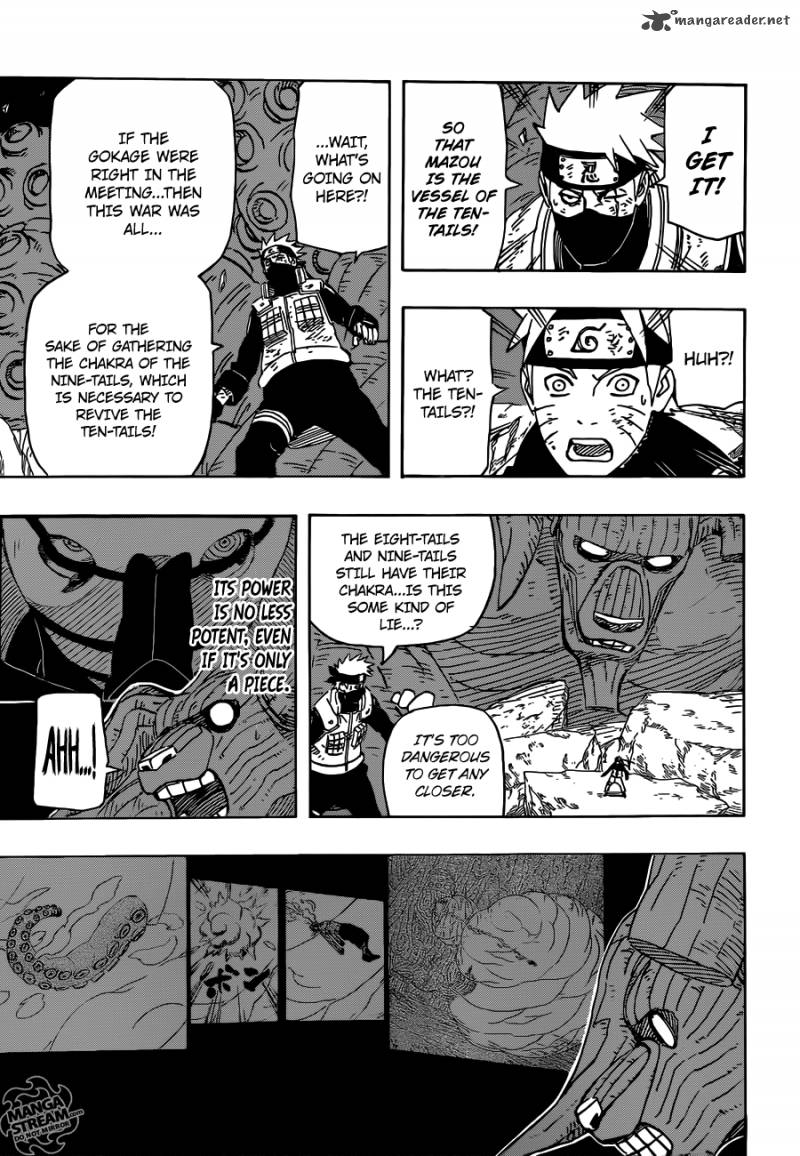 mangareader.net
I
GET
IT!
SO
THAT
MAZOU
IS THE
VESSEL OF
THE TEN-
TAILS!
忍
...WAIT,
WHAT'S
GOING ON
HERE?!
IF THE
GOKAGE WERE
RIGHT IN THE
MEETING...THEN
THIS WAR WAS
ALL...
FOR THE
SAKE OF GATHERING
THE CHAKRA OF THE
NINE-TAILS, WHICH
IS NECESSARY TO
REVIVE THE
TEN-TAILS!
HUH?!
WHAT?
THE TEN-
TAILS?!
THE EIGHT-TAILS
AND NINE-TAILS
STILL HAVE THEIR
CHAKRA...IS THIS
SOME KIND OF
LIE...?
IT'S TOO
DANGEROUS
TO GET ANY
CLOSER.
ITS POWER
IS NO LESS
POTENT, EVEN
IF IT'S ONLY
A PIECE.
AHH...!
ボン
MANGA
STREAM.com
DO NOT MIRROR